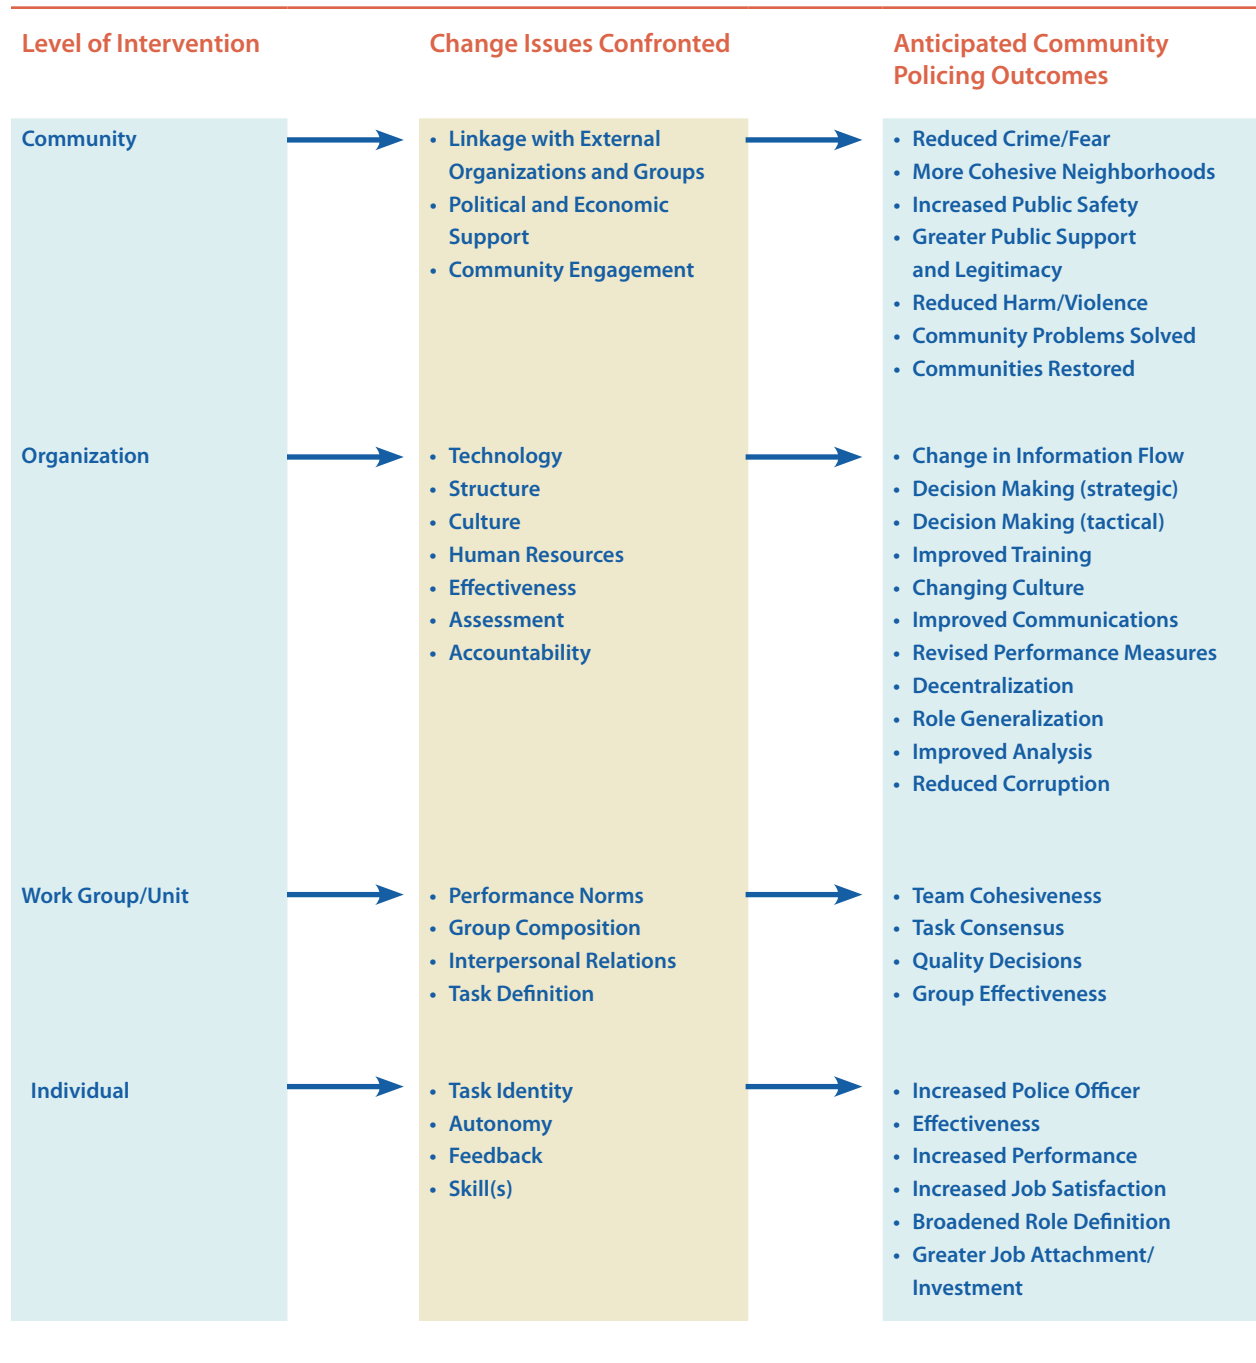 Level of Intervention
Change Issues Confronted
Anticipated Community
Policing Outcomes
Community
• Linkage with External
Organizations and Groups
• Political and Economic
Support
• Community Engagement
• Reduced Crime/Fear
• More Cohesive Neighborhoods
• Increased Public Safety
• Greater Public Support
and Legitimacy
• Reduced Harm/Violence
• Community Problems Solved
• Communities Restored
Organization
• Technology
• Structure
• Culture
• Human Resources
• Effectiveness
• Assessment
• Accountability
• Change in Information Flow
• Decision Making (strategic)
• Decision Making (tactical)
• Improved Training
• Changing Culture
• Improved Communications
• Revised Performance Measures
• Decentralization
• Role Generalization
• Improved Analysis
• Reduced Corruption
Work Group/Unit
• Performance Norms
• Group Composition
• Interpersonal Relations
• Task Definition
• Team Cohesiveness
• Task Consensus
• Quality Decisions
• Group Effectiveness
Individual
• Task Identity
• Autonomy
• Feedback
• Skill(s)
• Increased Police Officer
• Effectiveness
• Increased Performance
• Increased Job Satisfaction
• Broadened Role Definition
• Greater Job Attachment/
Investment